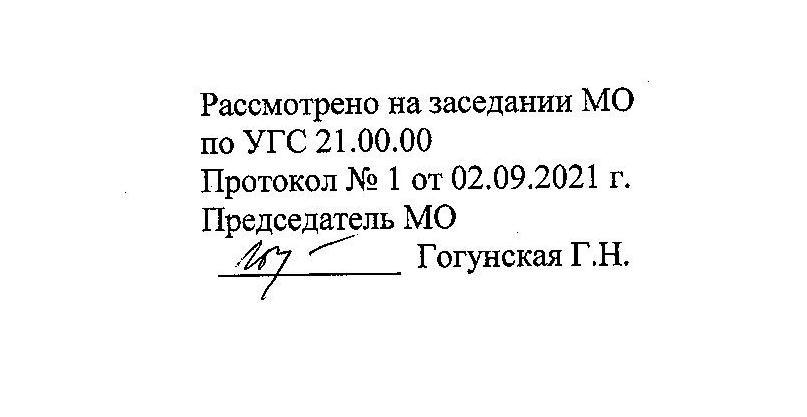 Рассмотрено на заседании МО
по УГС 21.00.00
Протокол № 1 от 02.09.2021 г.
Председатель МО
Гогунская Г.Н.